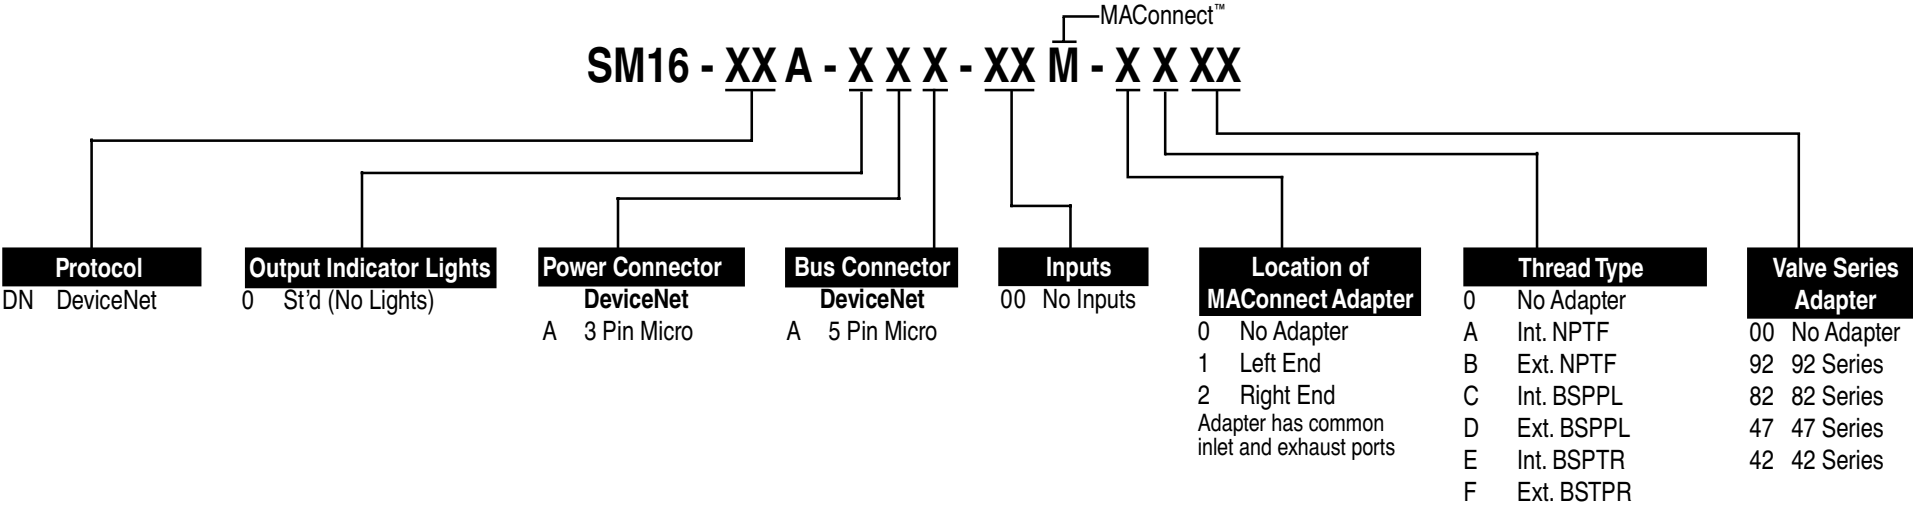 MAConnect™
SM16 - XX A - X X X - XX M - X X XX
Protocol
DN DeviceNet
Output Indicator Lights
0 St'd (No Lights)
Power Connector
DeviceNet
A 3 Pin Micro
Bus Connector
DeviceNet
A 5 Pin Micro
Inputs
00 No Inputs
Location of
MAConnect Adapter
0 No Adapter
1 Left End
2 Right End
Adapter has common
inlet and exhaust ports
Thread Type
0 No Adapter
A Int. NPTF
B Ext. NPTF
C Int. BSPPL
D Ext. BSPPL
E Int. BSPTR
F Ext. BSTPR
Valve Series
Adapter
00 No Adapter
92 92 Series
82 82 Series
47 47 Series
42 42 Series